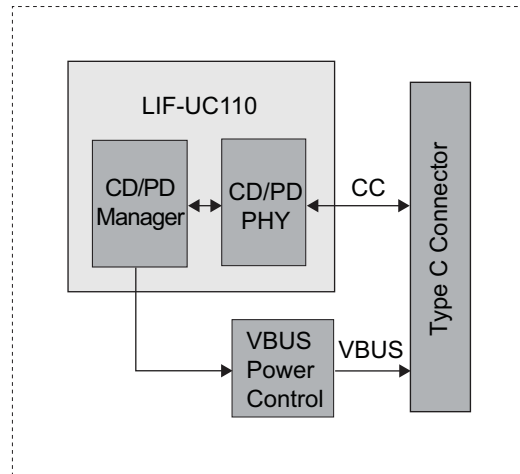 LIF-UC110
CD/PD
Manager
CD/PD
PHY
CC
Type C Connector
VBUS
Power
Control
VBUS